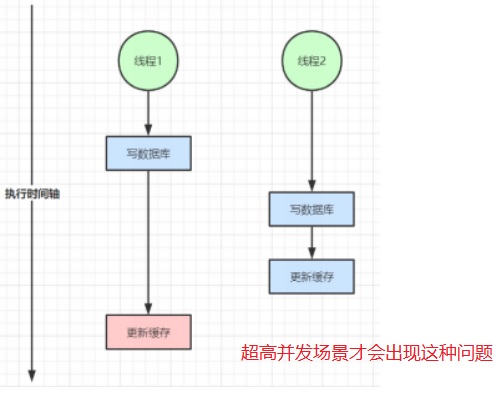 线程1
线程2
写数据库
执行时间轴
写数据库
更新缓存
更新缓存
超高并发场景才会出现这种问题